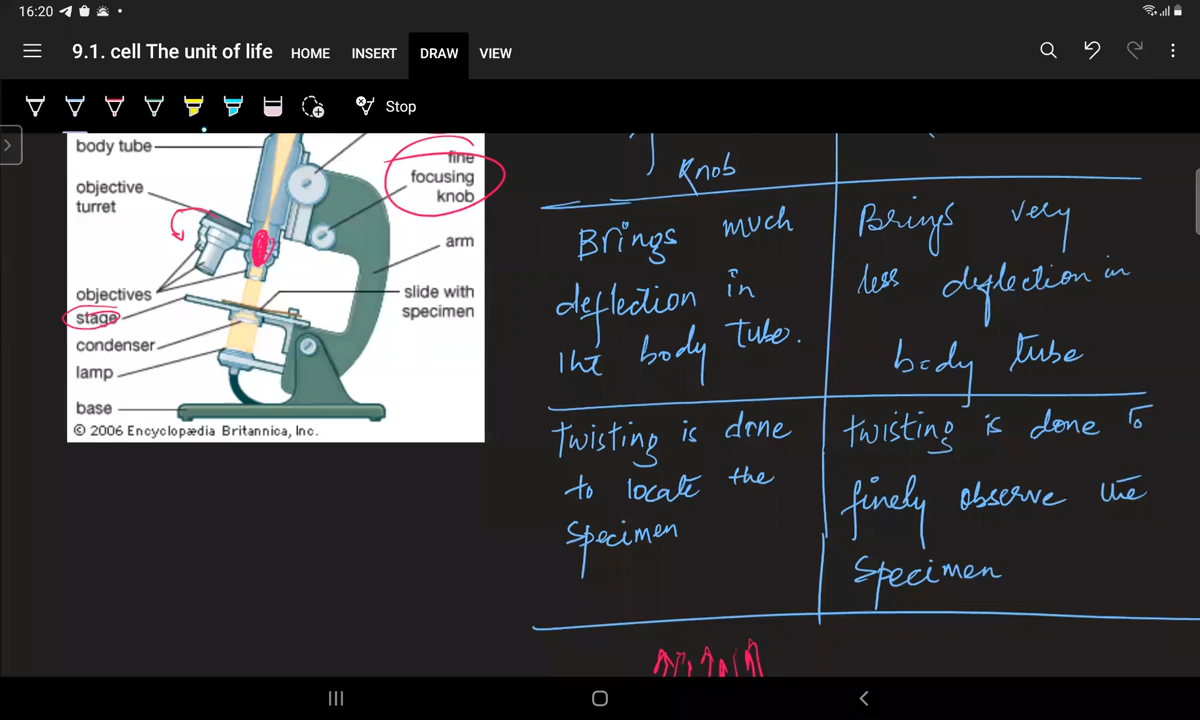 16:20
9.1. cell The unit of life HOME INSERT DRAW VIEW
Stop
body tube
objective
turret
objectives
stage
condenser
lamp
base
fine
focusing
knob
arm
slide with
specimen
© 2006 Encyclopædia Britannica, Inc.
Knob
Brings much
deflection in
the body tube.
Brings very
less deflection in
body tube
Twisting is done
to locate the
specimen
Twisting is done to
finely observe the
specimen